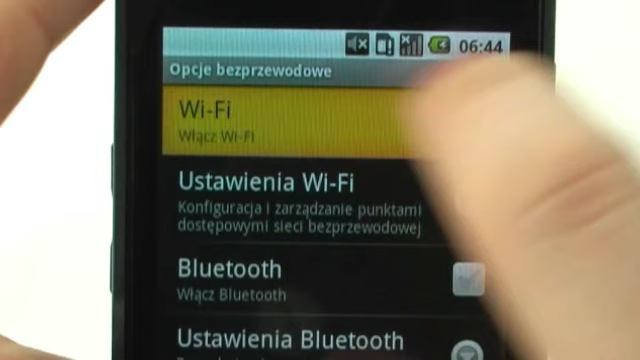 06:44
Opcje bezprzewodowe
Wi-Fi
Włącz Wi-Fi
Ustawienia Wi-Fi
Konfiguracja i zarządzanie punktami
dostępowymi sieci bezprzewodowej
Bluetooth
Włącz Bluetooth
Ustawienia Bluetooth